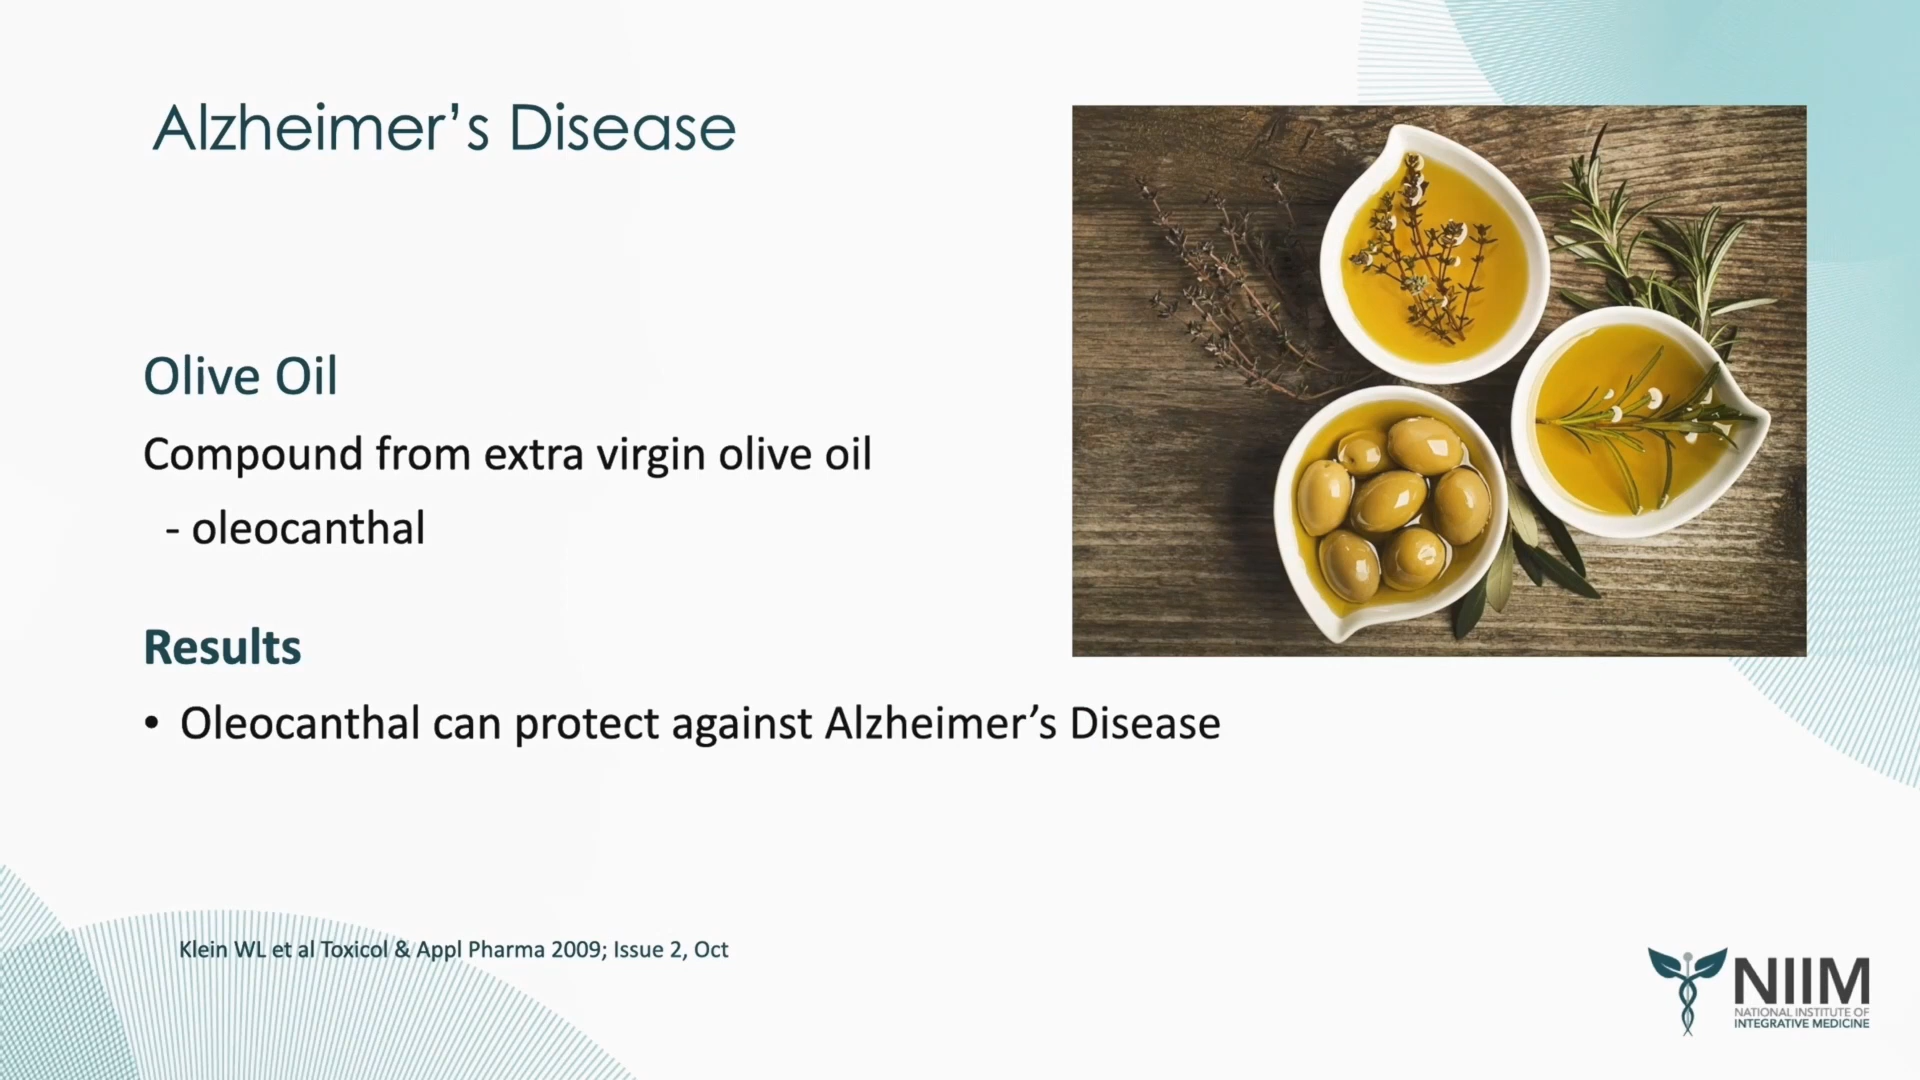 Alzheimer’s Disease
Olive Oil
Compound from extra virgin olive oil
- oleocanthal
Results
• Oleocanthal can protect against Alzheimer’s Disease
Klein WL et al Toxicol & Appl Pharma 2009; Issue 2, Oct
NIIM
NATIONAL INSTITUTE OF
INTEGRATIVE MEDICINE